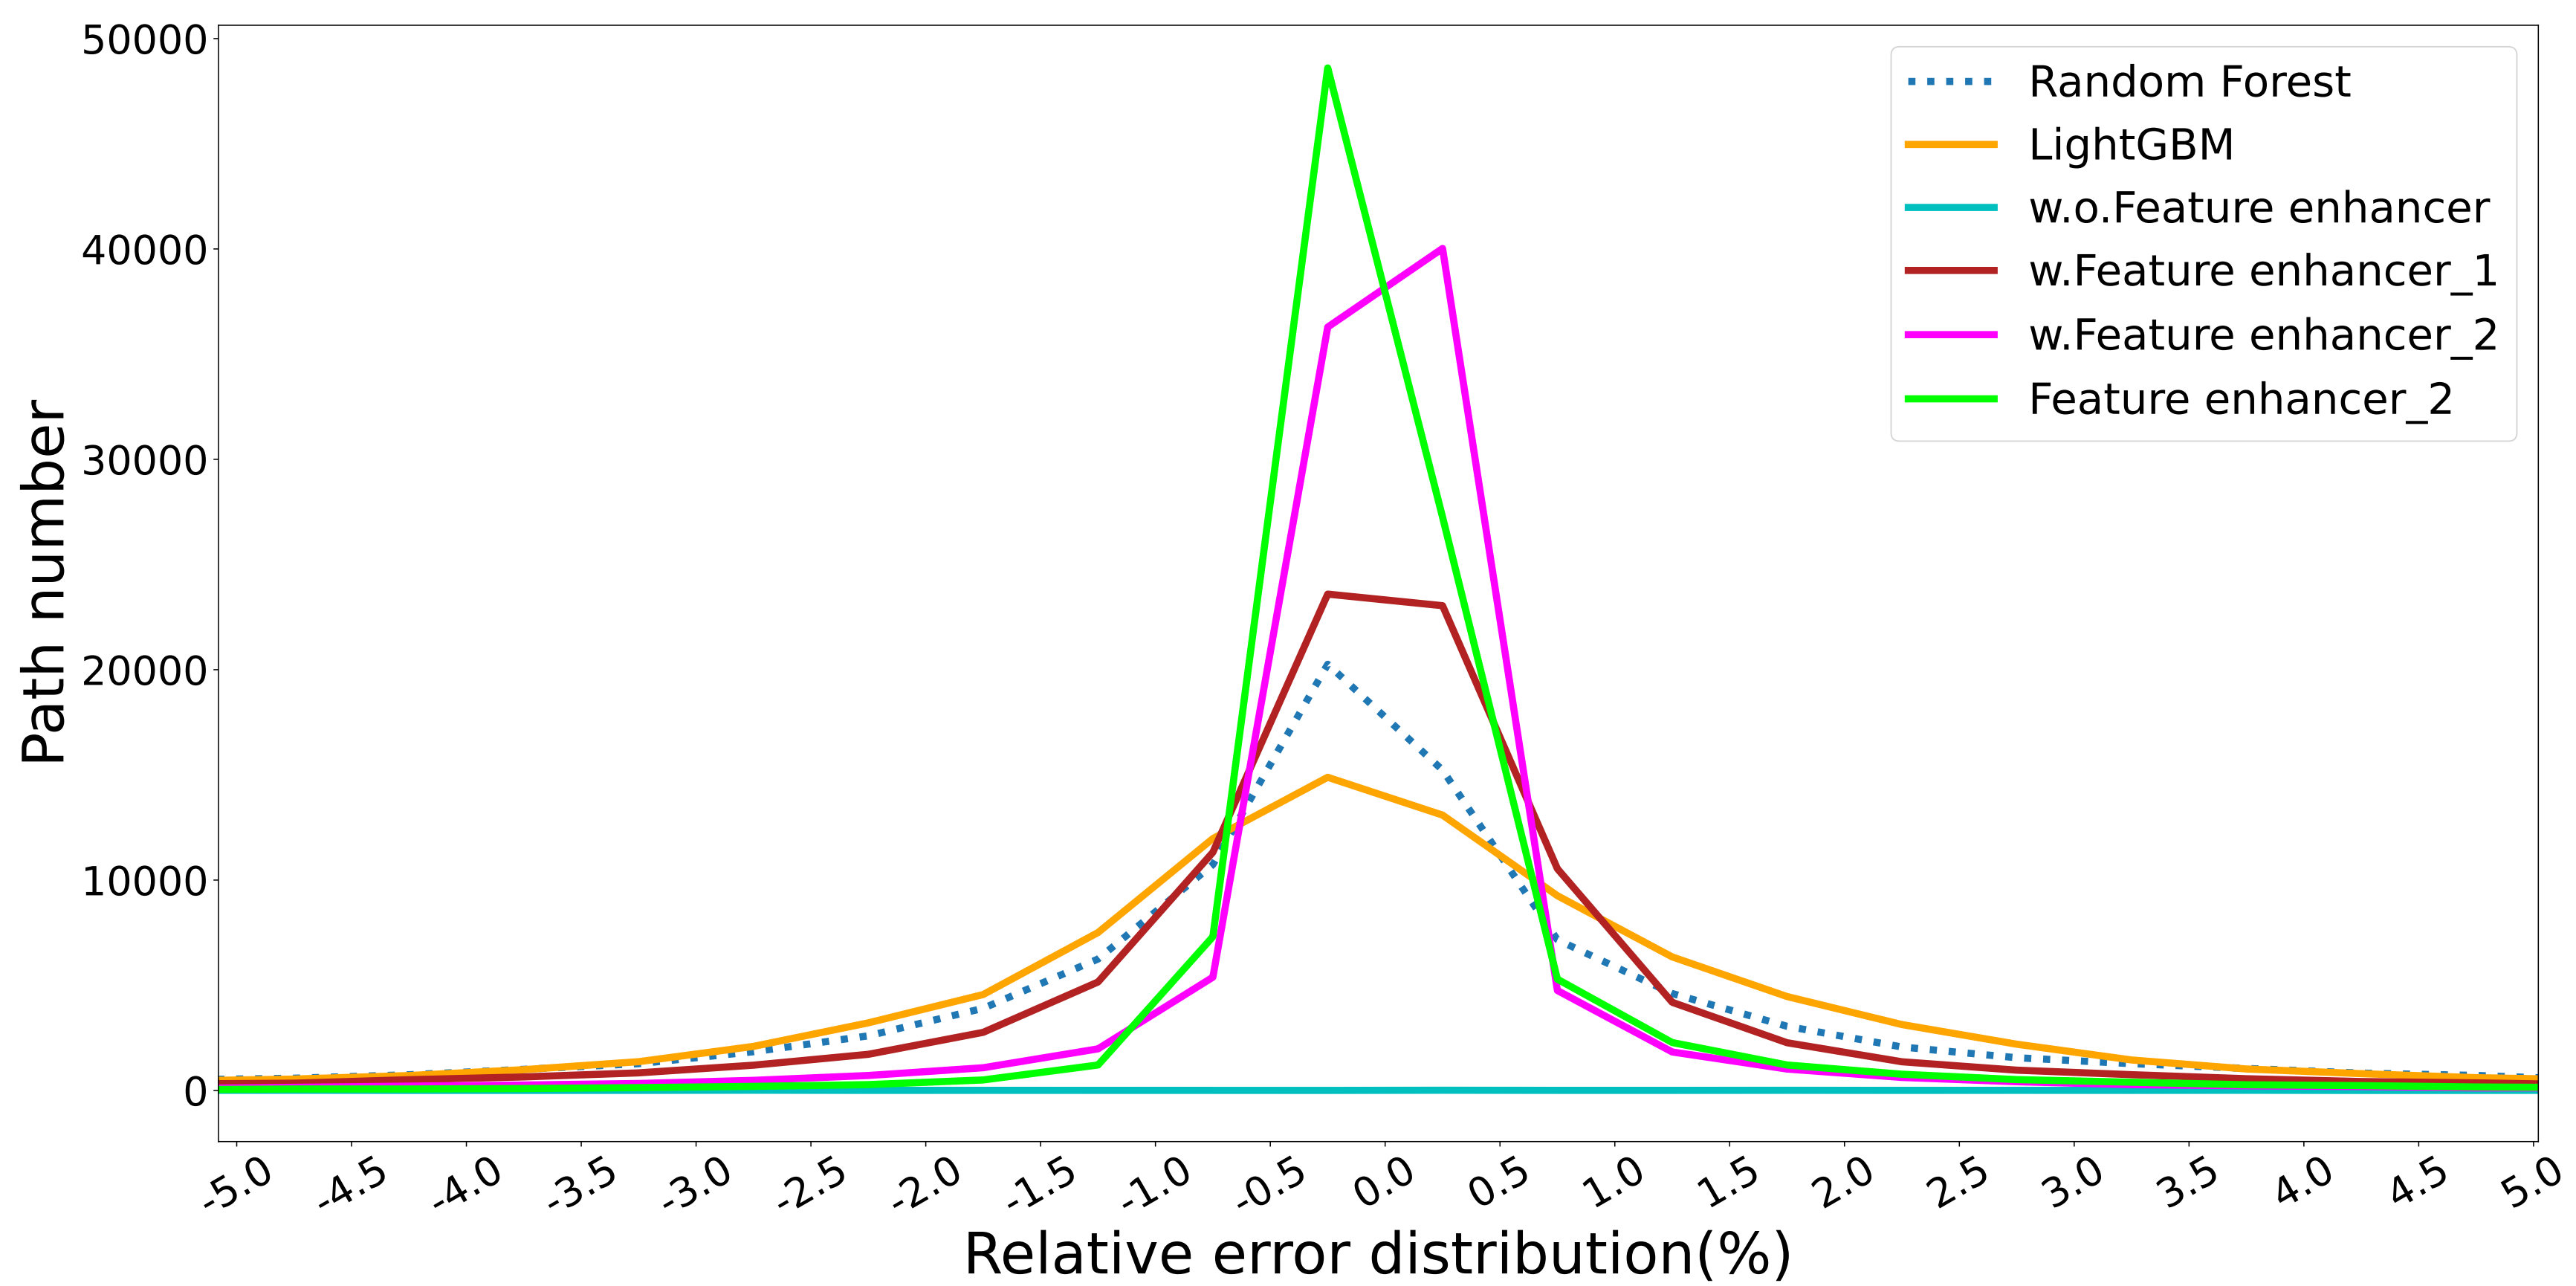 50000
40000
30000
20000
10000
0
Path number
Random Forest
LightGBM
w.o.Feature enhancer
w.Feature enhancer_1
w.Feature enhancer_2
Feature enhancer_2
-5.0 -4.5 -4.0 -3.5 -3.0 -2.5 -2.0 -1.5 -1.0 -0.5 0.0 0.5 1.0 1.5 2.0 2.5 3.0 3.5 4.0 4.5 5.0
Relative error distribution(%)